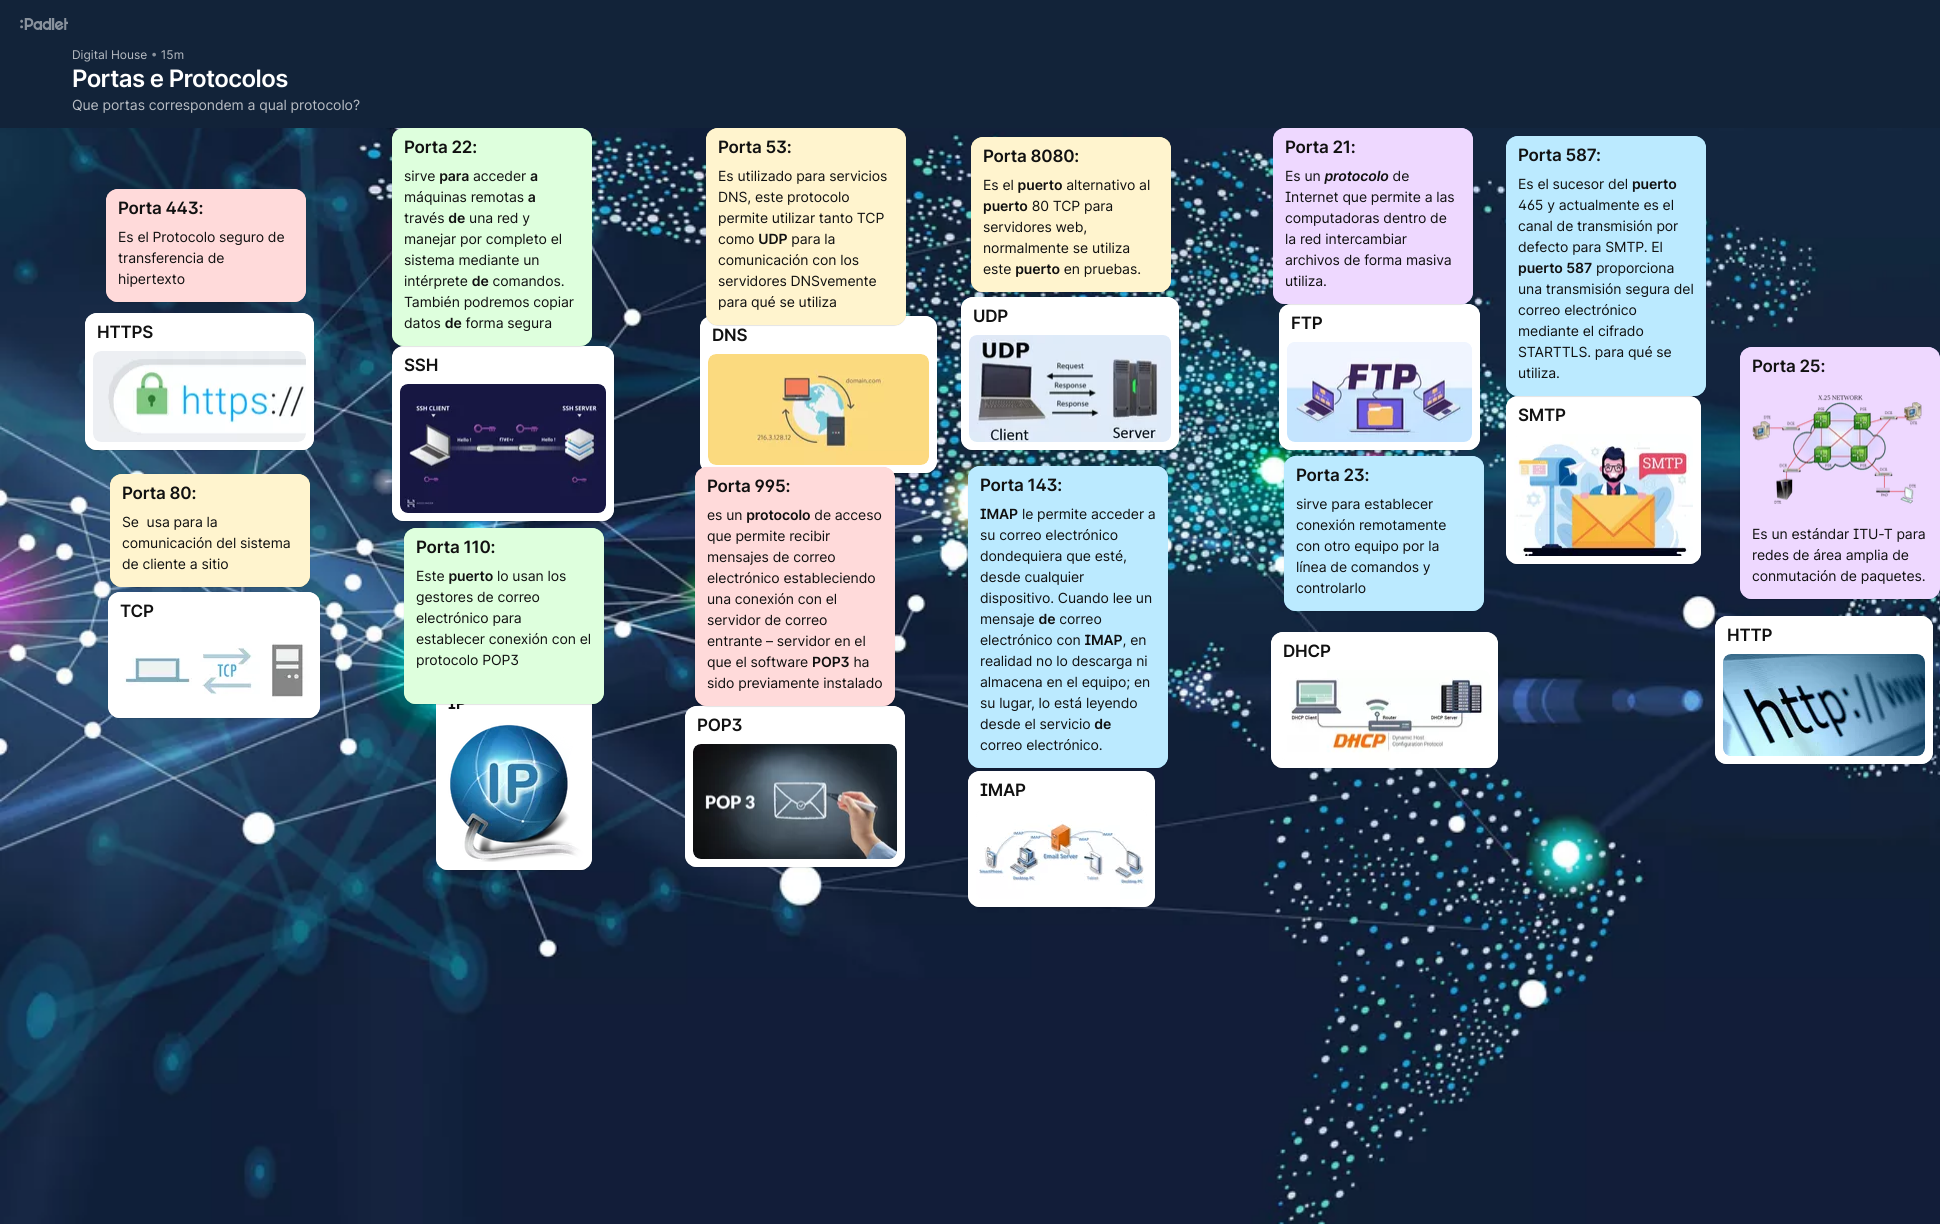 :Padlet
Digital House • 15m
Portas e Protocolos
Que portas correspondem a qual protocolo?
Porta 443:
Es el Protocolo seguro de
transferencia de
hipertexto
HTTPS
https://
Porta 80:
Se usa para la
comunicación del sistema
de cliente a sitio
TCP
TCP
Porta 22:
sirve para acceder a
máquinas remotas a
través de una red y
manejar por completo el
sistema mediante un
intérprete de comandos.
También podremos copiar
datos de forma segura
SSH
SSH CLIENT
SSH SERVER
Hello !
Hello !
Porta 110:
Este puerto lo usan los
gestores de correo
electrónico para
establecer conexión con el
protocolo POP3
IP
IP
Porta 53:
Es utilizado para servicios
DNS, este protocolo
permite utilizar tanto TCP
como UDP para la
comunicación con los
servidores DNSvemente
para qué se utiliza
DNS
domain.com
216.3.128.12
Porta 995:
es un protocolo de acceso
que permite recibir
mensajes de correo
electrónico estableciendo
una conexión con el
servidor de correo
entrante – servidor en el
que el software POP3 ha
sido previamente instalado
POP3
POP 3
Porta 8080:
Es el puerto alternativo al
puerto 80 TCP para
servidores web,
normalmente se utiliza
este puerto en pruebas.
UDP
UDP
Request
Response
Response
Client
Server
Porta 143:
IMAP le permite acceder a
su correo electrónico
dondequiera que esté,
desde cualquier
dispositivo. Cuando lee un
mensaje de correo
electrónico con IMAP, en
realidad no lo descarga ni
almacena en el equipo; en
su lugar, lo está leyendo
desde el servicio de
correo electrónico.
IMAP
IMAP
IMAP
IMAP
IMAP
Email Server
SmartPhone
Desktop PC
Tablet
Desktop PC
Porta 21:
Es un protocolo de
Internet que permite a las
computadoras dentro de
la red intercambiar
archivos de forma masiva
utiliza.
FTP
FTP
Porta 23:
sirve para establecer
conexión remotamente
con otro equipo por la
línea de comandos y
controlarlo
DHCP
DHCP Client
Router
DHCP Server
DHCP
Dynamic Host
Configuration Protocol
Porta 587:
Es el sucesor del puerto
465 y actualmente es el
canal de transmisión por
defecto para SMTP. El
puerto 587 proporciona
una transmisión segura del
correo electrónico
mediante el cifrado
STARTTLS. para qué se
utiliza.
SMTP
SMTP
Porta 25:
X.25 NETWORK
Es un estándar ITU-T para
redes de área amplia de
conmutación de paquetes.
HTTP
http://www